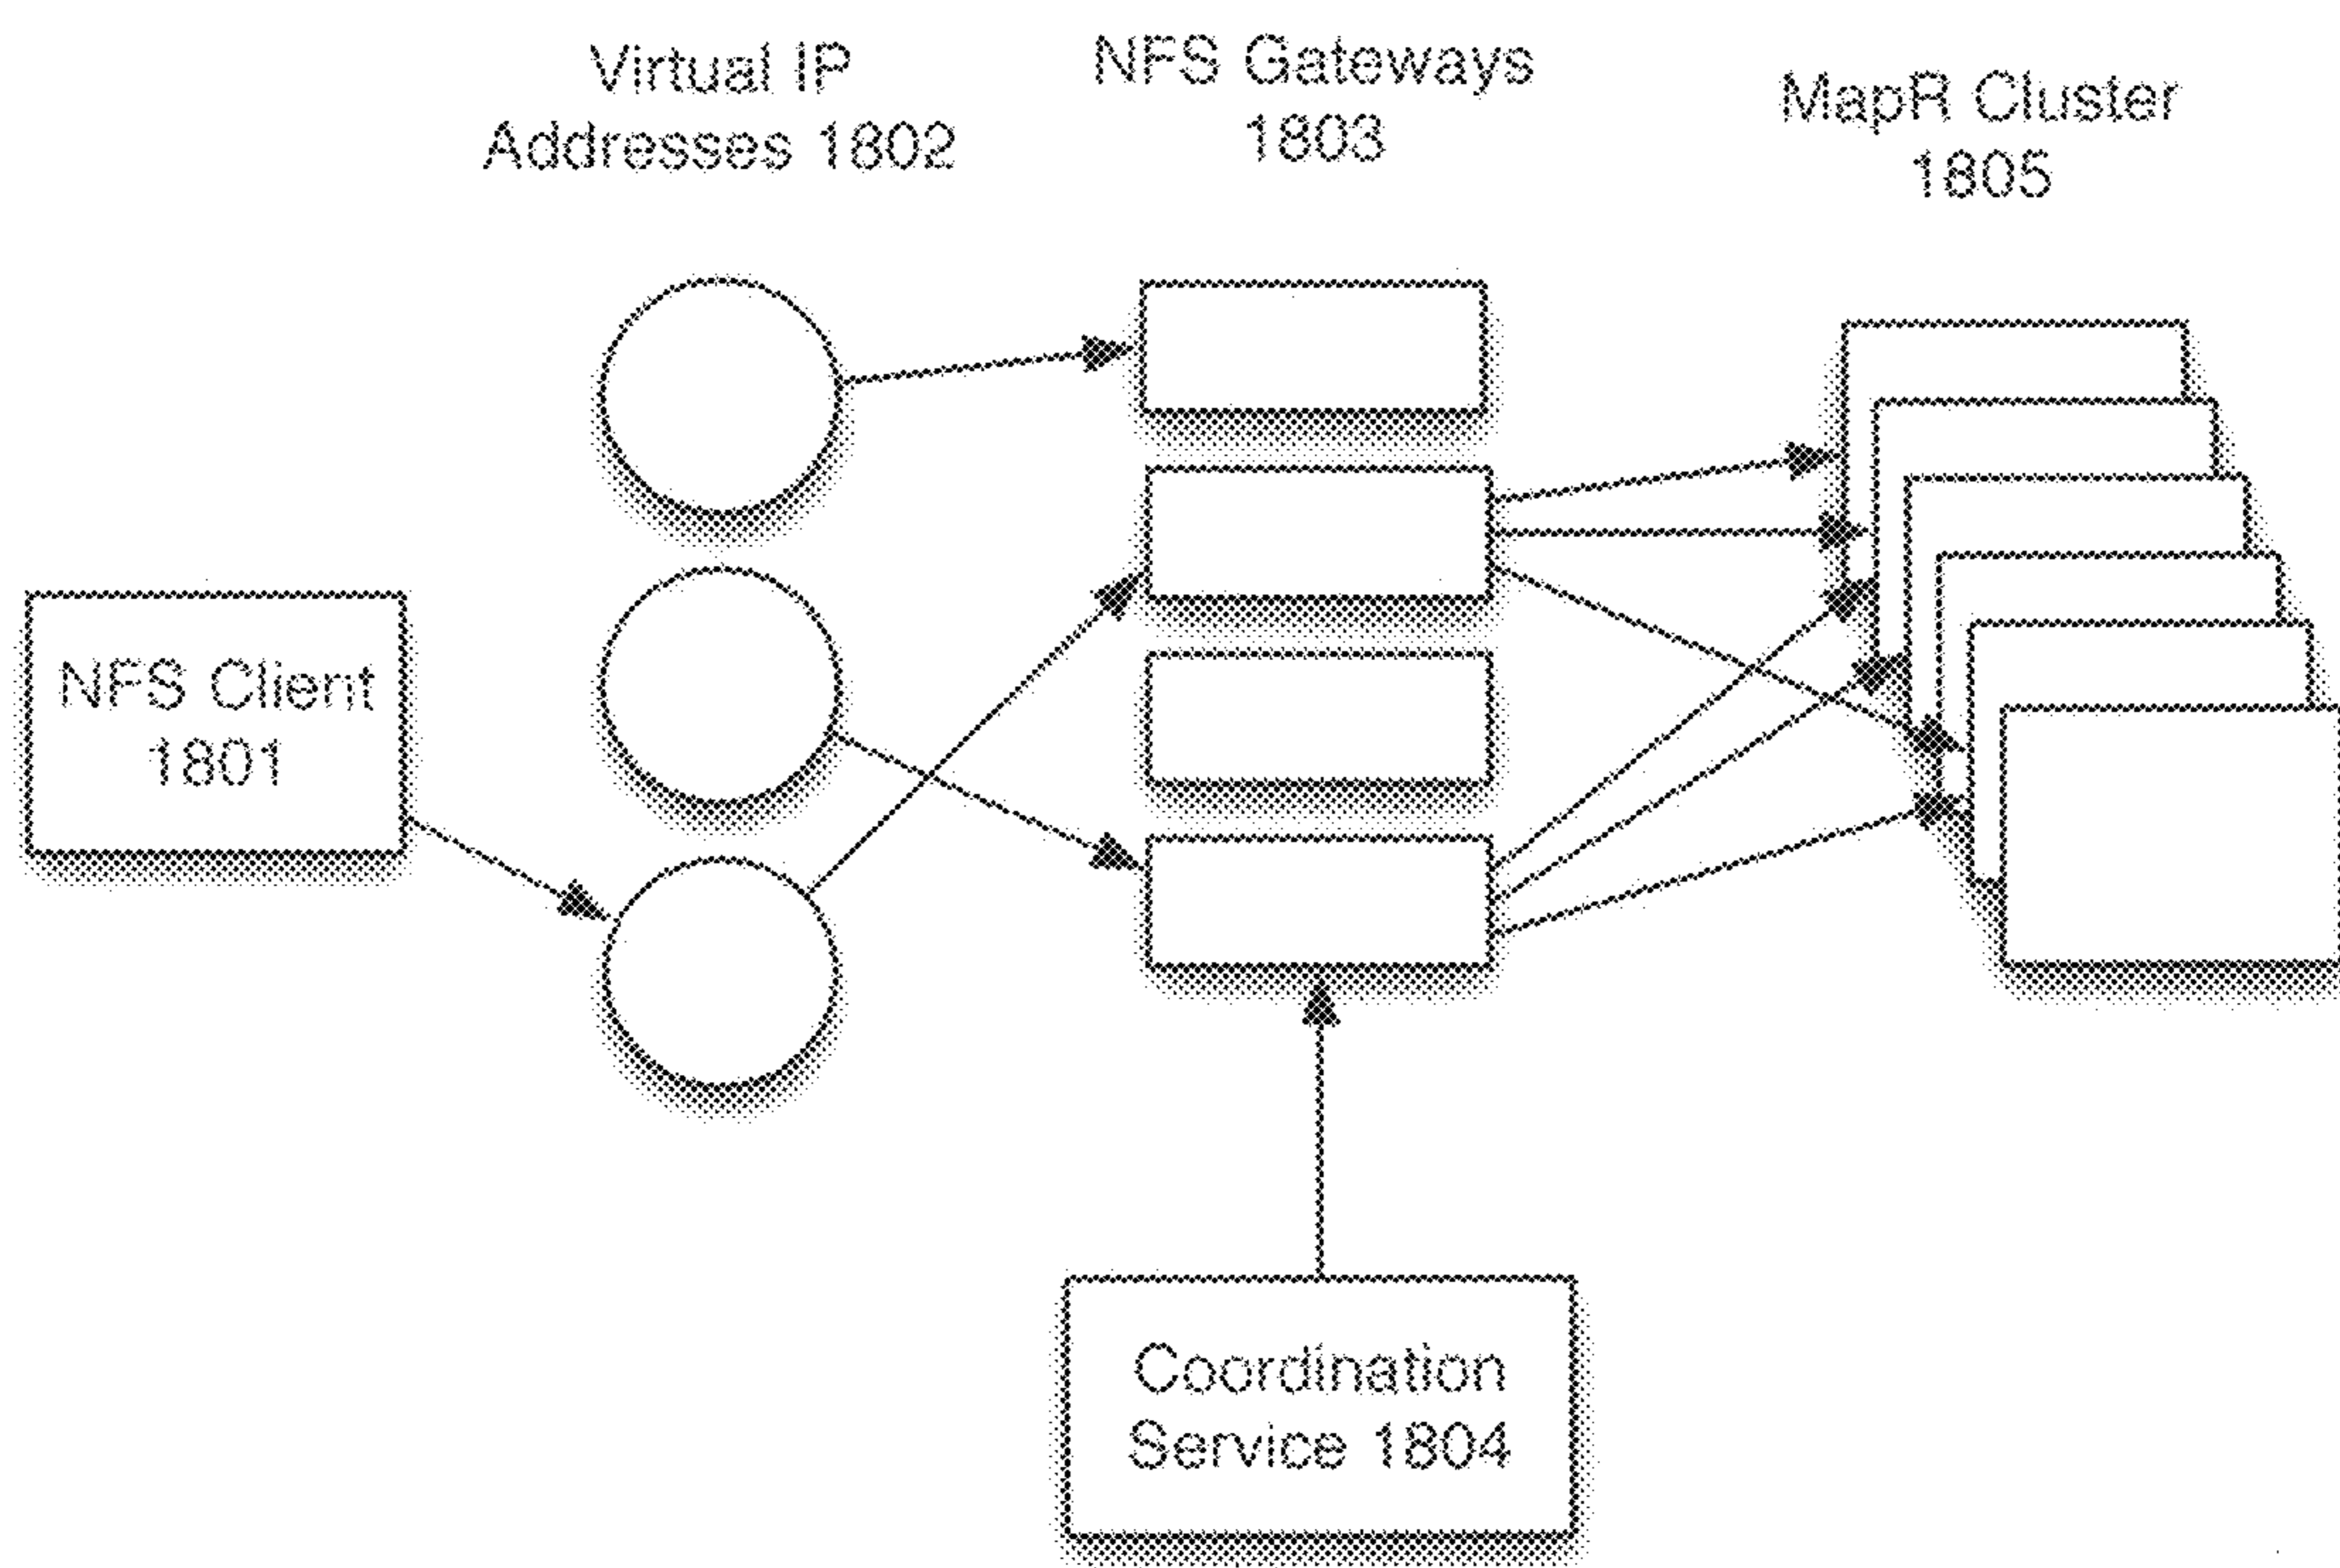 Virtual IP
Addresses 1802
NFS Gateways
1803
MapR Cluster
1805
NFS Client
1801
Coordination
Service 1804